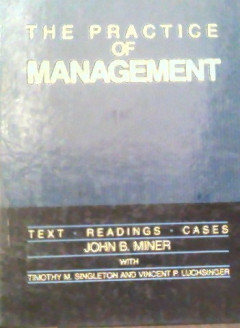 THE PRACTICE
OF
MANAGEMENT
TEXT · READINGS · CASES
JOHN B. MINER
WITH
TIMOTHY M. SINGLETON AND VINCENT P. LUCHSINGER